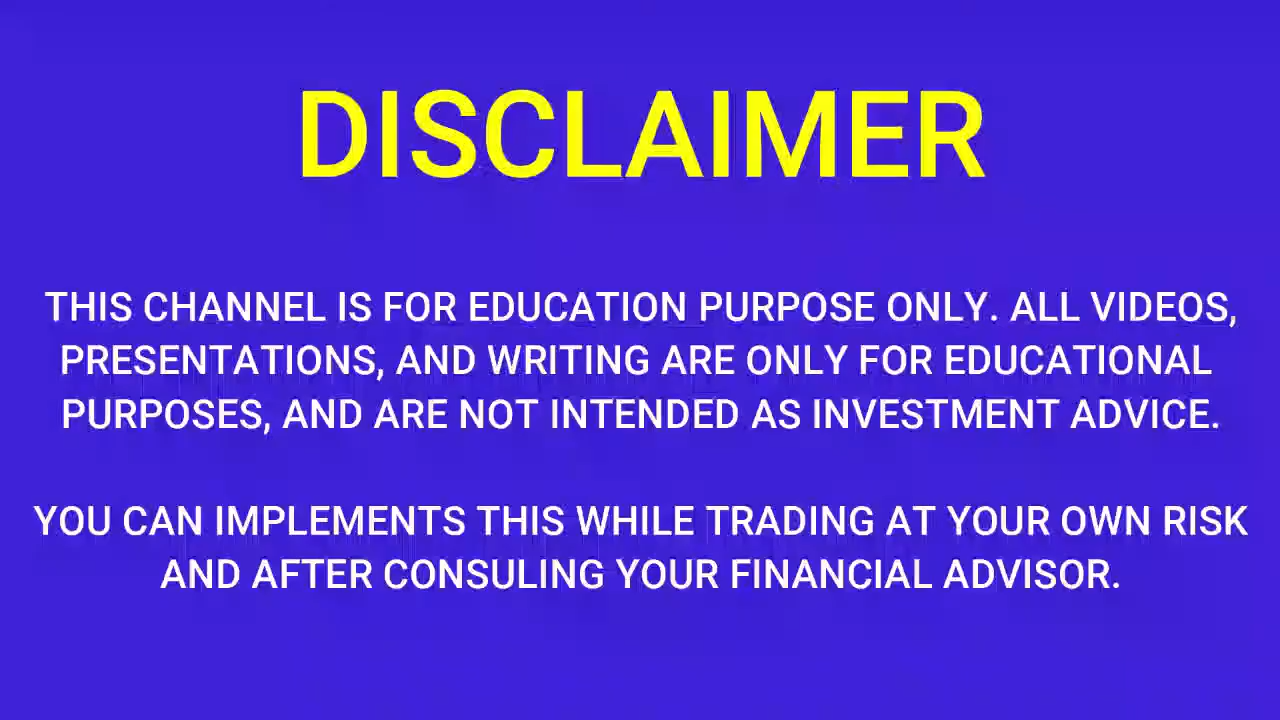 DISCLAIMER
THIS CHANNEL IS FOR EDUCATION PURPOSE ONLY. ALL VIDEOS,
PRESENTATIONS, AND WRITING ARE ONLY FOR EDUCATIONAL
PURPOSES, AND ARE NOT INTENDED AS INVESTMENT ADVICE.
YOU CAN IMPLEMENTS THIS WHILE TRADING AT YOUR OWN RISK
AND AFTER CONSULING YOUR FINANCIAL ADVISOR.